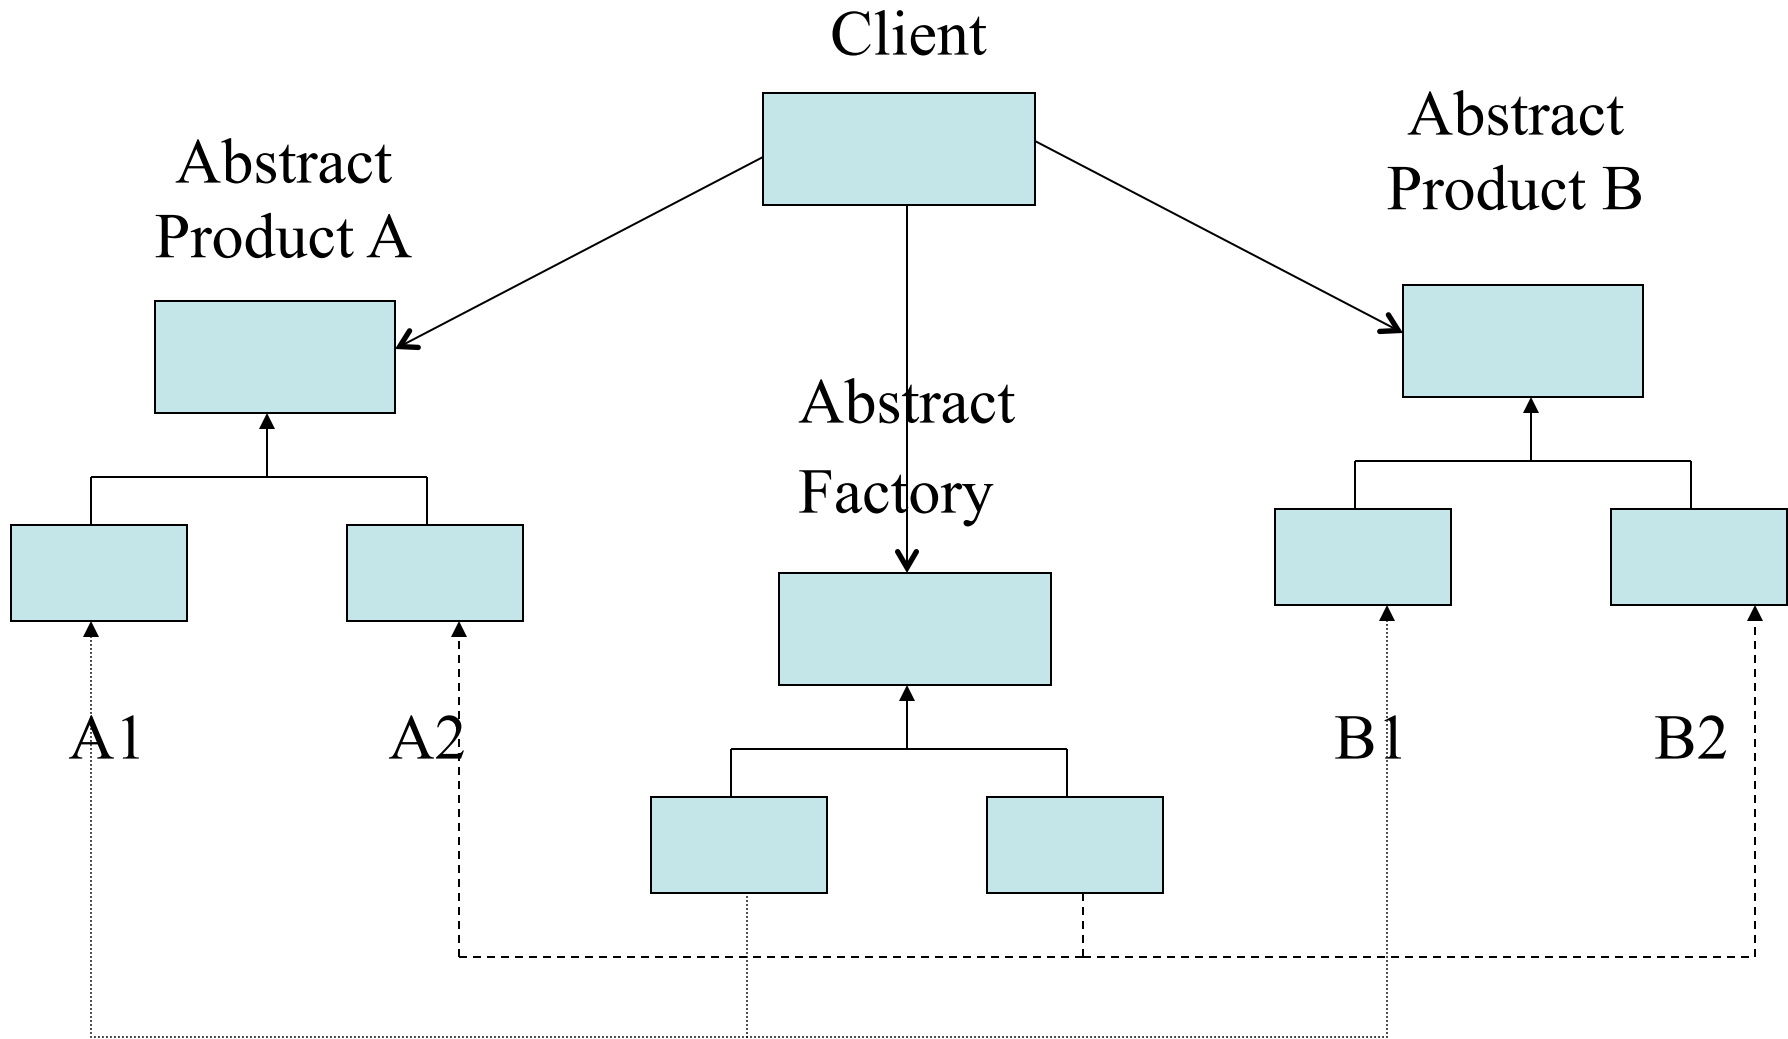 Client
Abstract
Product A
Abstract
Product B
Abstract
Factory
A1
A2
B1
B2